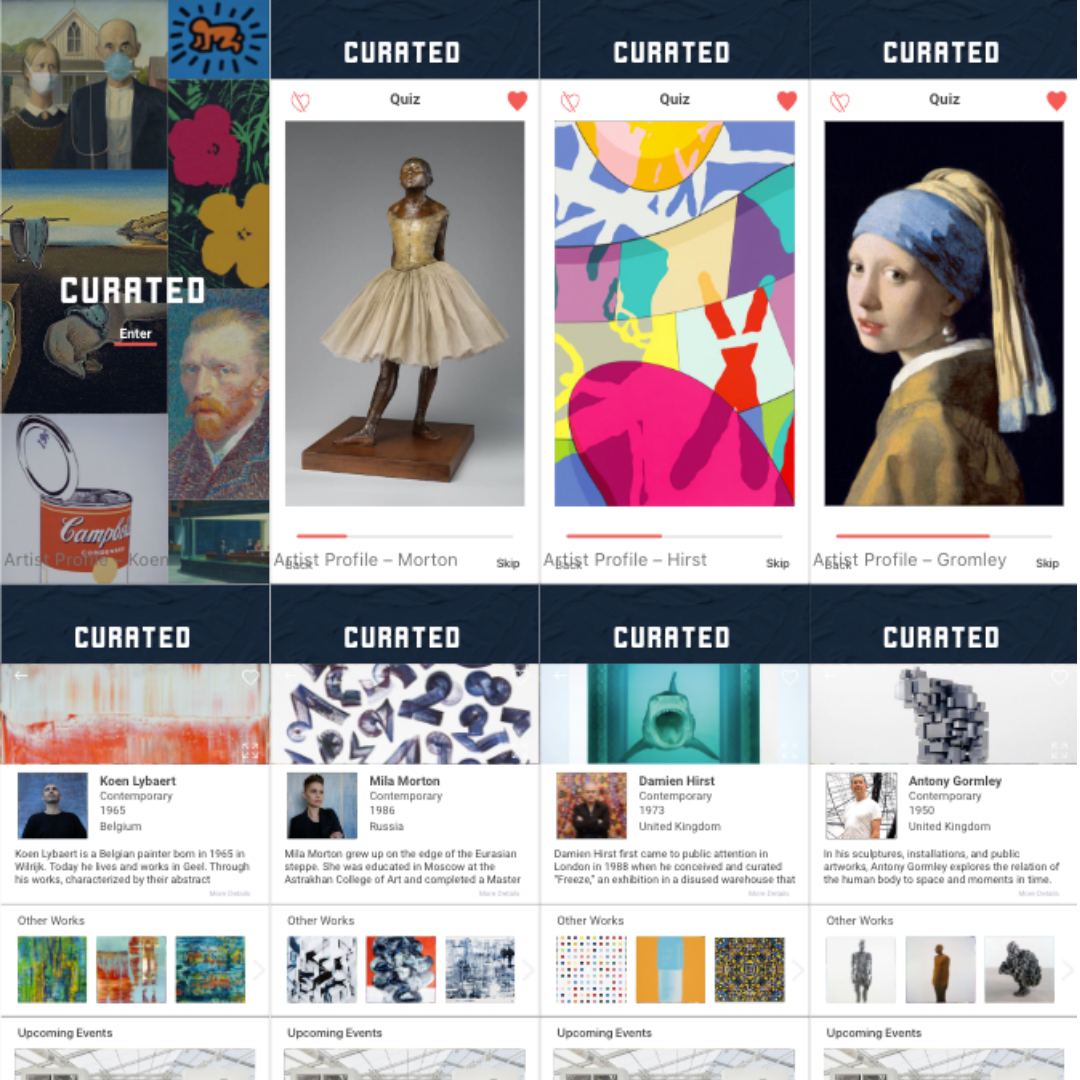 CURATED
Enter
Campbell
CONDENSED
Artist Profile – Koen
CURATED
Quiz
Artist Profile – Morton
Back
Skip
CURATED
Quiz
Artist Profile – Hirst
Back
Skip
CURATED
Quiz
Artist Profile – Gromley
Back
Skip
CURATED
Koen Lybaert
Contemporary
1965
Belgium
Koen Lybaert is a Belgian painter born in 1965 in
Wilrijk. Today he lives and works in Geel. Through
his works, characterized by their abstract
More Details
Other Works
Upcoming Events
CURATED
Mila Morton
Contemporary
1986
Russia
Mila Morton grew up on the edge of the Eurasian
steppe. She was educated in Moscow at the
Astrakhan College of Art and completed a Master
More Details
Other Works
Upcoming Events
CURATED
Damien Hirst
Contemporary
1973
United Kingdom
Damien Hirst first came to public attention in
London in 1988 when he conceived and curated
"Freeze," an exhibition in a disused warehouse that
More Details
Other Works
Upcoming Events
CURATED
Antony Gormley
Contemporary
1950
United Kingdom
In his sculptures, installations, and public
artworks, Antony Gormley explores the relation of
the human body to space and moments in time.
More Details
Other Works
Upcoming Events